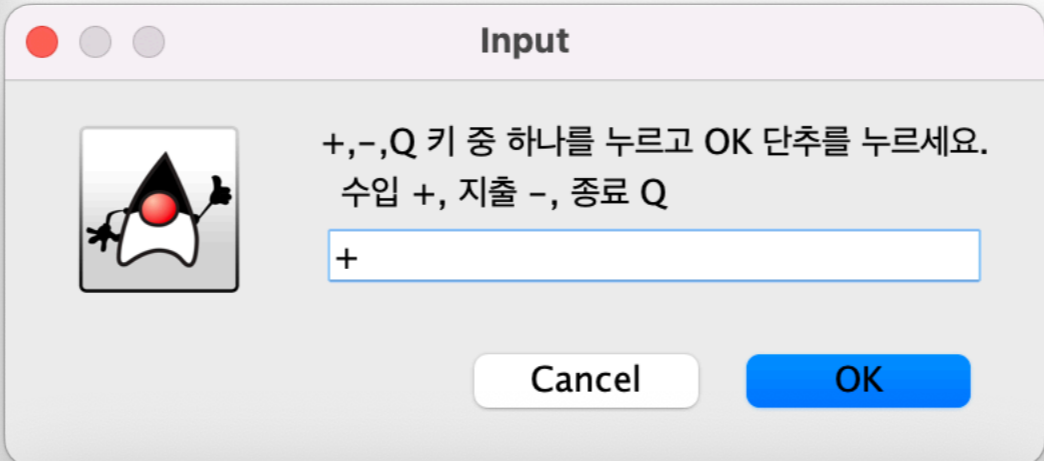 Input
+,-,Q 키 중 하나를 누르고 OK 단추를 누르세요.
수입 +, 지출 -, 종료 Q
+
Cancel OK